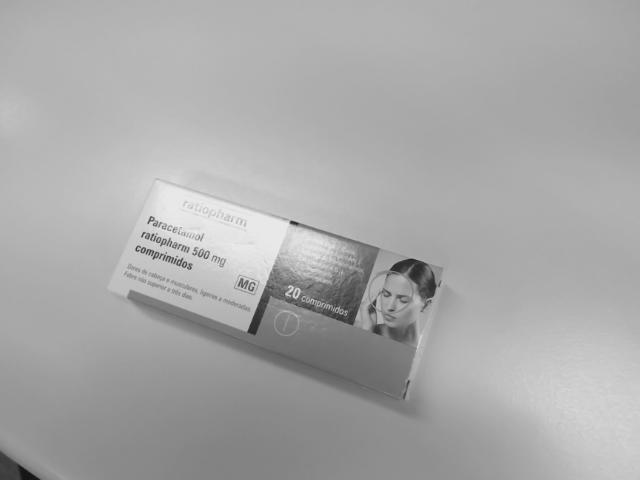 ratiopharm
Paracetamol
ratiopharm 500 mg
comprimidos
MG
Dores de cabeça e musculares, ligeiras a moderadas.
Febre não superior a três dias.
20 comprimidos